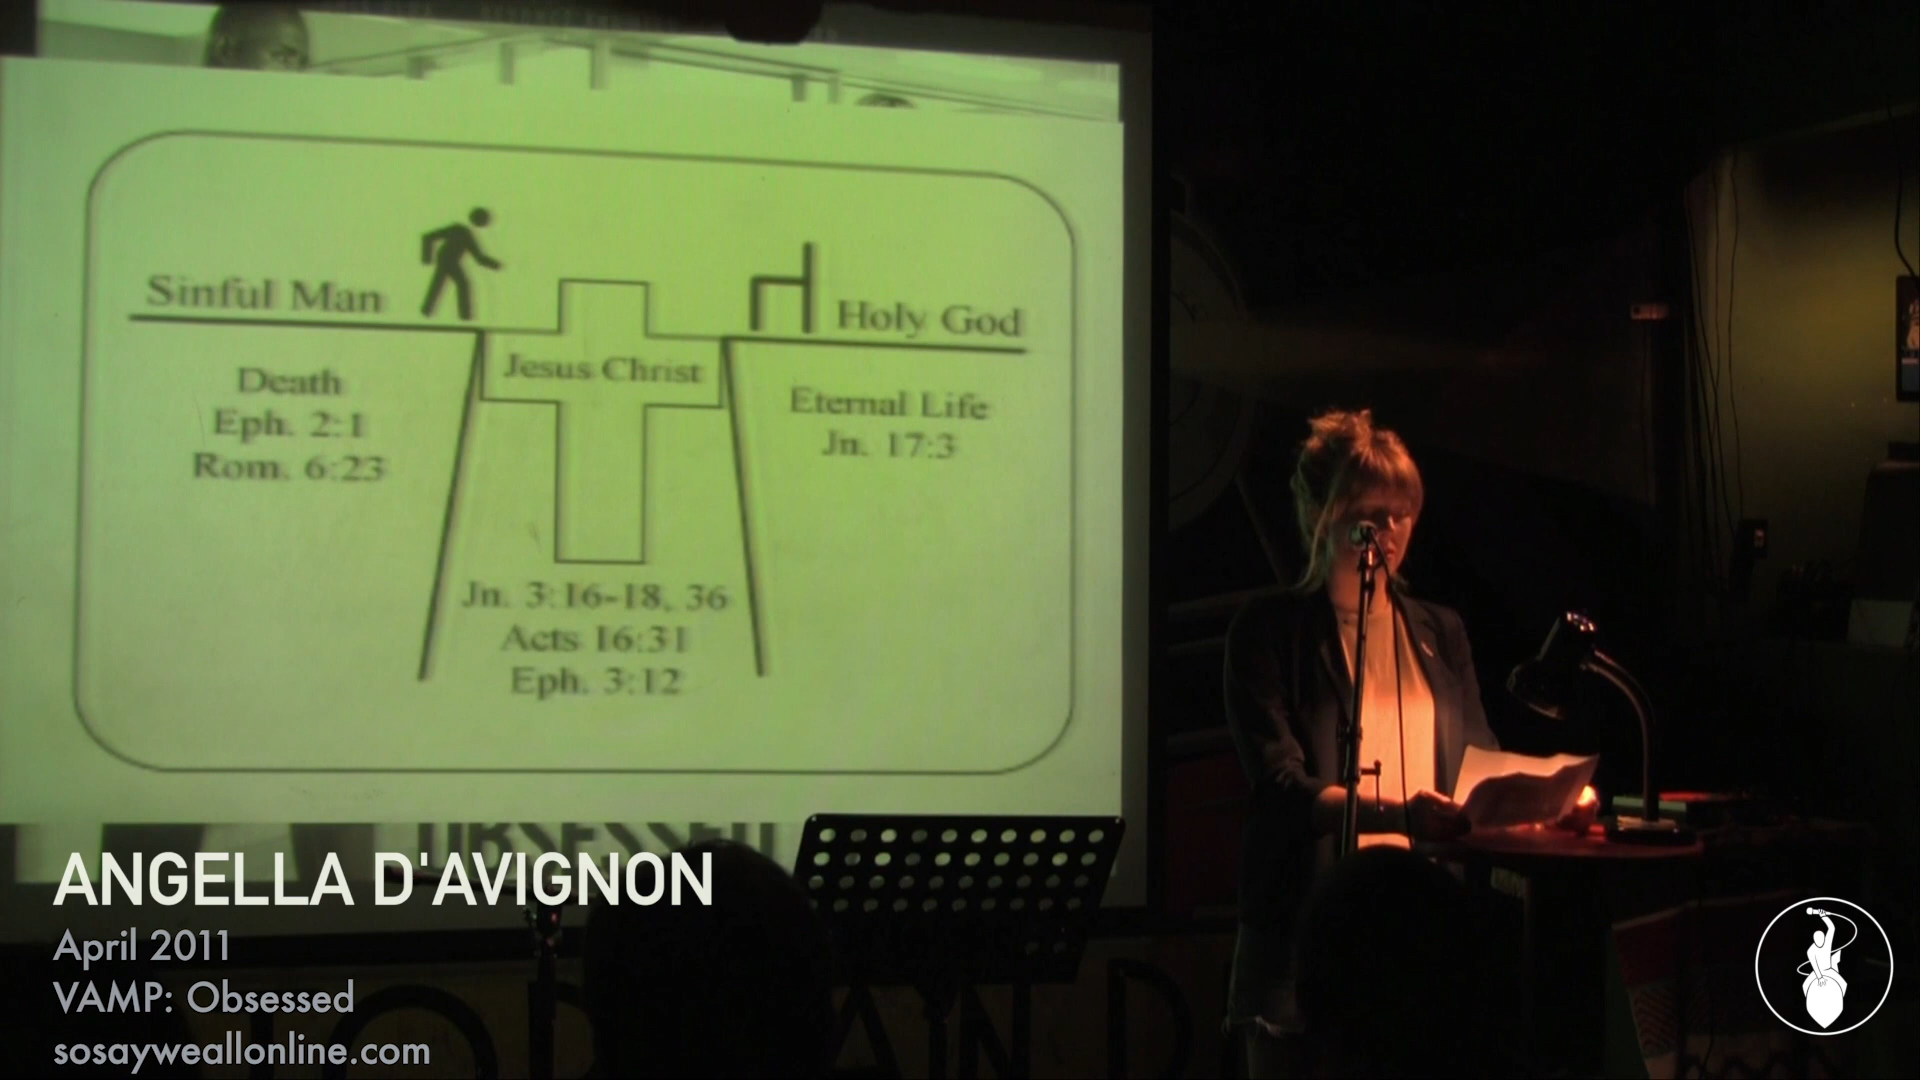 Sinful Man
Holy God
Jesus Christ
Death
Eph. 2:1
Rom. 6:23
Eternal Life
Jn. 17:3
Jn. 3:16-18, 36
Acts 16:31
Eph. 3:12
OBSESSED
ANGELLA D'AVIGNON
April 2011
VAMP: Obsessed
sosayweallonline.com